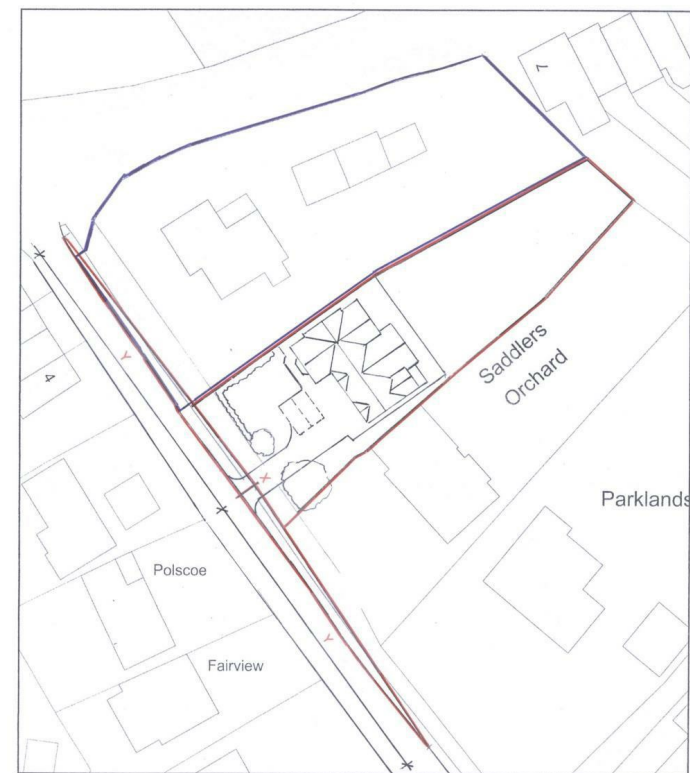 7
Y
4
Saddlers
Orchard
X
Parklands
Polscoe
Y
Fairview